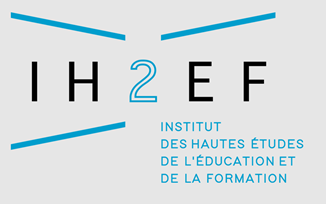 IH2EF
INSTITUT
DES HAUTES ÉTUDES
DE L'ÉDUCATION ET
DE LA FORMATION